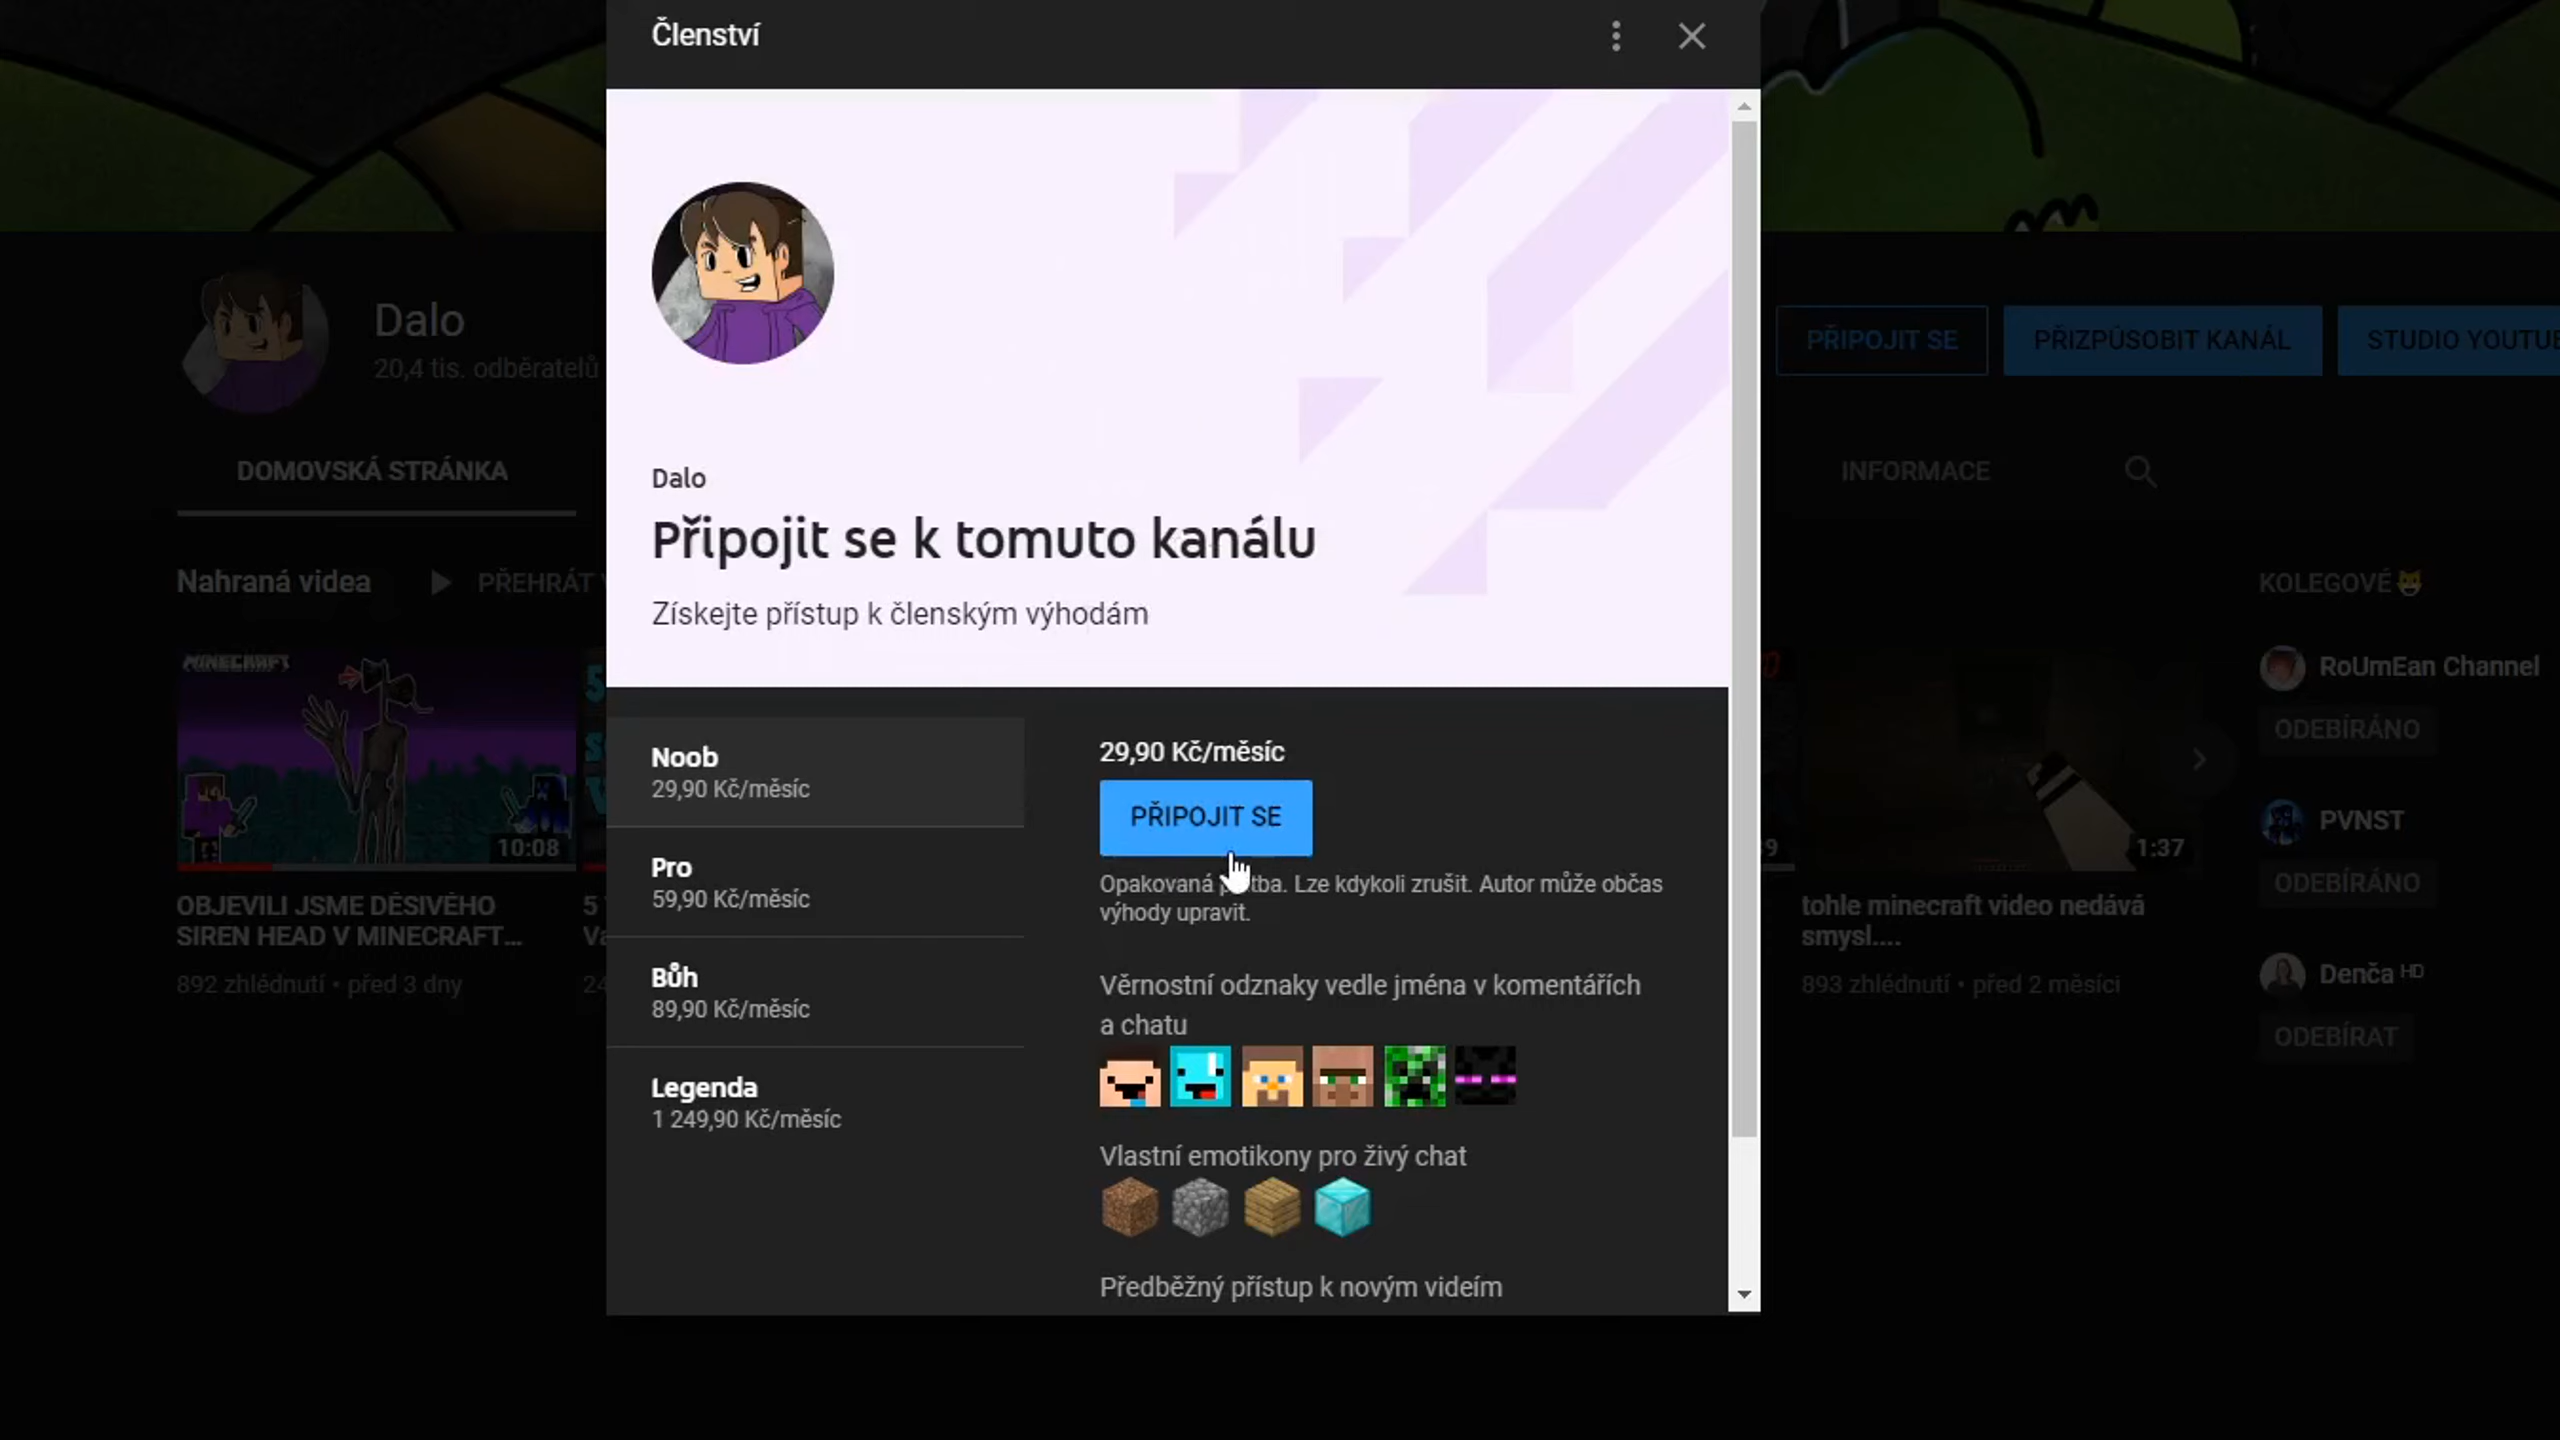 Členství
Dalo
20,4 tis. odběratelů
PŘIPOJIT SE
PŘIZPŮSOBIT KANÁL
STUDIO YOUTUBE
DOMOVSKÁ STRÁNKA
INFORMACE
Dalo
Připojit se k tomuto kanálu
Získejte přístup k členským výhodám
Nahraná videa
PŘEHRÁT V
MINECRAFT
10:08
OBJEVILI JSME DĚSIVÉHO
SIREN HEAD V MINECRAFT...
892 zhlédnutí • před 3 dny
Noob
29,90 Kč/měsíc
Pro
59,90 Kč/měsíc
Bůh
89,90 Kč/měsíc
Legenda
1 249,90 Kč/měsíc
29,90 Kč/měsíc
PŘIPOJIT SE
Opakovaná platba. Lze kdykoli zrušit. Autor může občas
výhody upravit.
Věrnostní odznaky vedle jména v komentářích
a chatu
Vlastní emotikony pro živý chat
Předběžný přístup k novým videím
1:37
tohle minecraft video nedává
smysl....
893 zhlédnutí • před 2 měsíci
KOLEGOVÉ😺
RoUmEan Channel
ODEBÍRÁNO
PVNST
ODEBÍRÁNO
Denča HD
ODEBÍRAT